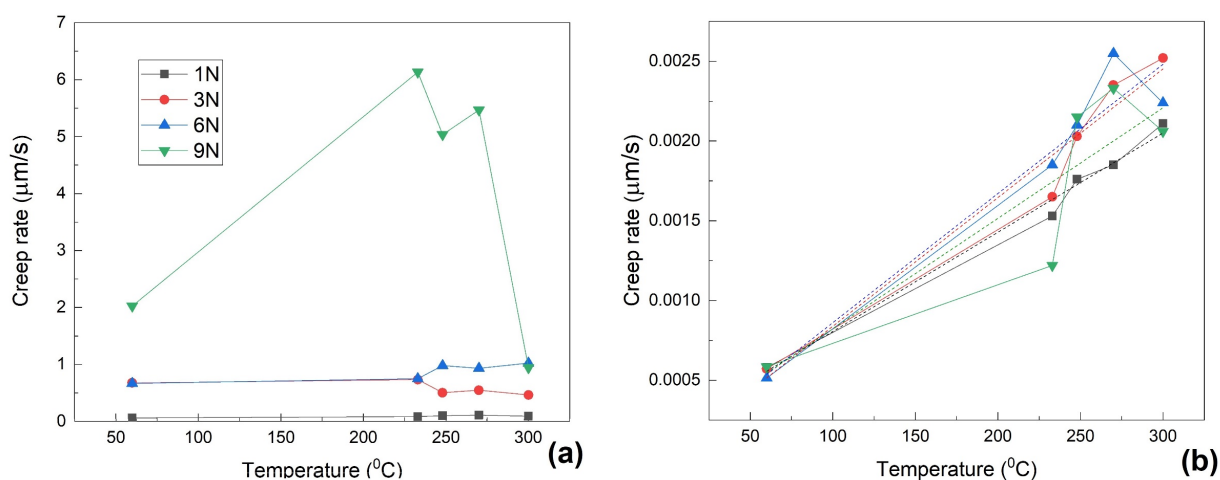 7
6
5
4
3
2
1
0
Creep rate (μm/s)
1N
3N
6N
9N
50 100 150 200 250 300
Temperature (⁰C)
(a)
0.0025
0.0020
0.0015
0.0010
0.0005
Creep rate (μm/s)
50 100 150 200 250 300
Temperature (⁰C)
(b)